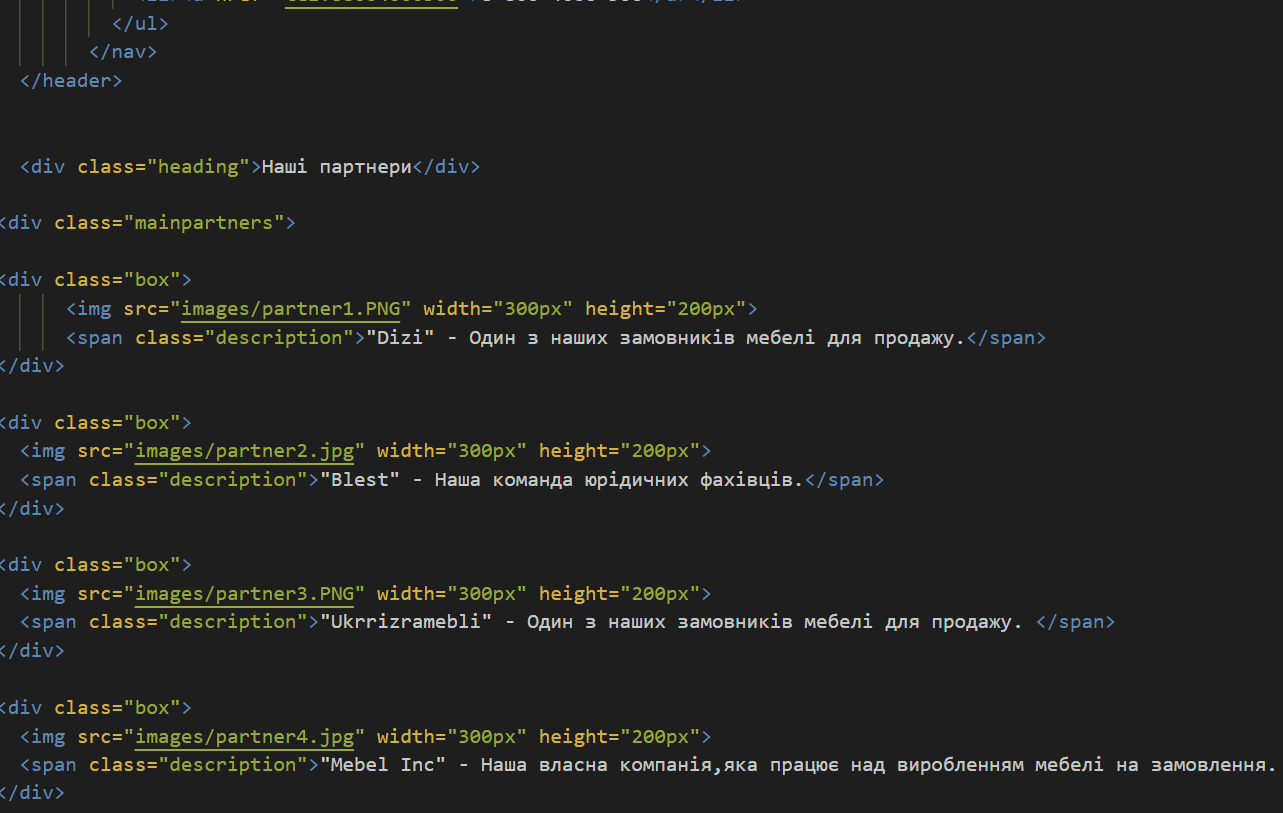 </ul>
</nav>
</header>
<div class="heading">Наші партнери</div>
<div class="mainpartners">
<div class="box">
<img src="images/partner1.PNG" width="300px" height="200px">
<span class="description">"Dizi" - Один з наших замовників мебелі для продажу.</span>
</div>
<div class="box">
<img src="images/partner2.jpg" width="300px" height="200px">
<span class="description">"Blest" - Наша команда юрідичних фахівців.</span>
</div>
<div class="box">
<img src="images/partner3.PNG" width="300px" height="200px">
<span class="description">"Ukrrizramebli" - Один з наших замовників мебелі для продажу. </span>
</div>
<div class="box">
<img src="images/partner4.jpg" width="300px" height="200px">
<span class="description">"Mebel Inc" - Наша власна компанія,яка працює над виробленням мебелі на замовлення.
</div>